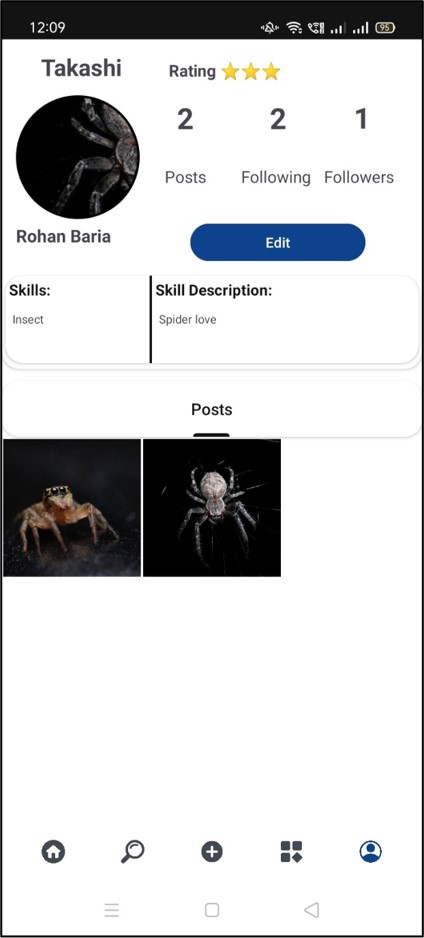 12:09
95
Takashi
Rating ⭐⭐⭐
2 2 1
Posts Following Followers
Rohan Baria
Edit
Skills:
Insect
Skill Description:
Spider love
Posts